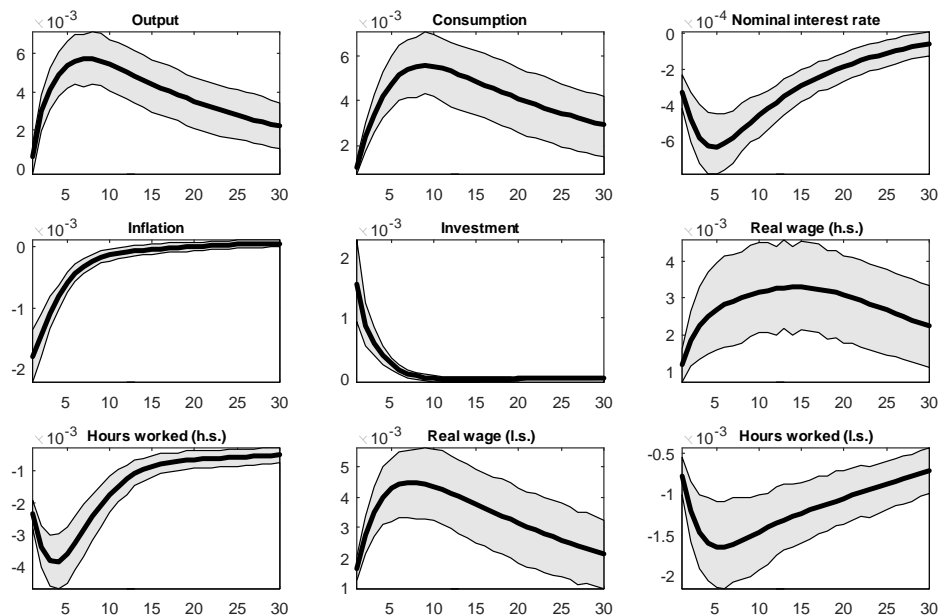 × 10^-3 Output
6
4
2
0
5 10 15 20 25 30
× 10^-3 Consumption
6
4
2
5 10 15 20 25 30
× 10^-4 Nominal interest rate
0
-2
-4
-6
5 10 15 20 25 30
× 10^-3 Inflation
0
-1
-2
5 10 15 20 25 30
× 10^-3 Investment
2
1
0
5 10 15 20 25 30
× 10^-3 Real wage (h.s.)
4
3
2
1
5 10 15 20 25 30
× 10^-3 Hours worked (h.s.)
-1
-2
-3
-4
5 10 15 20 25 30
× 10^-3 Real wage (l.s.)
5
4
3
2
1
5 10 15 20 25 30
× 10^-3 Hours worked (l.s.)
-0.5
-1
-1.5
-2
5 10 15 20 25 30